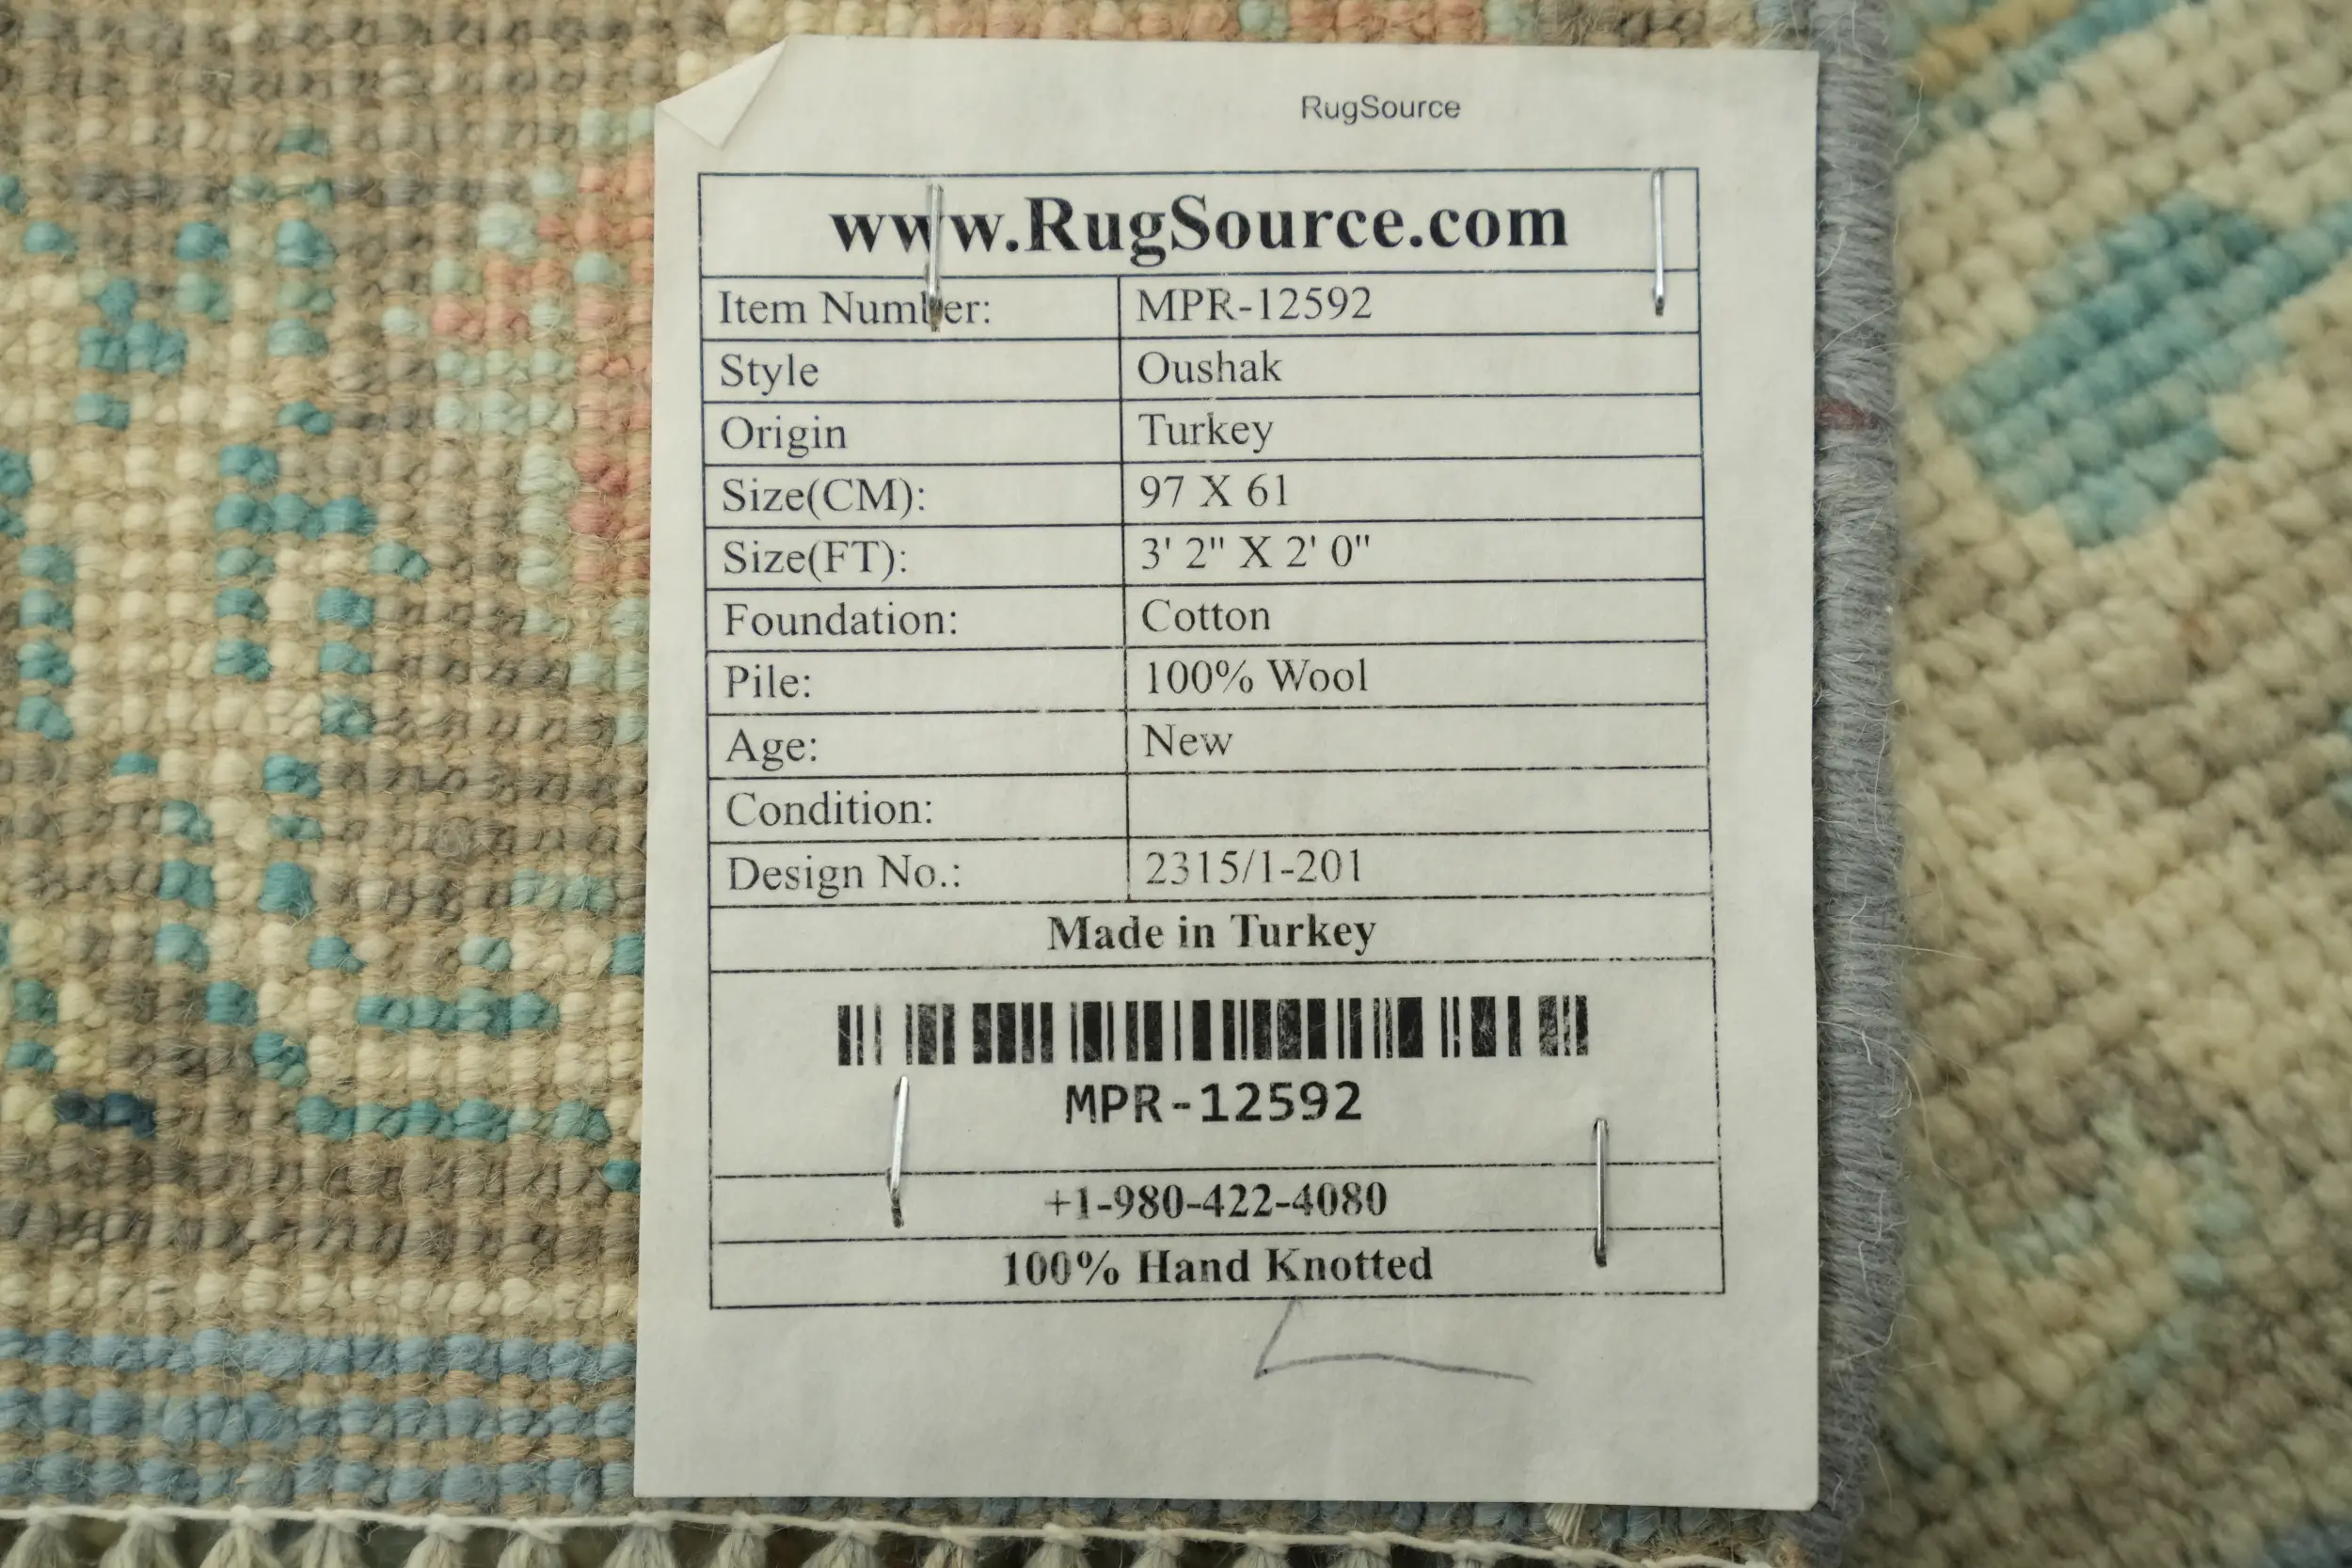 RugSource
www.RugSource.com
Item Number: MPR-12592
Style Oushak
Origin Turkey
Size(CM): 97 X 61
Size(FT): 3' 2" X 2' 0"
Foundation: Cotton
Pile: 100% Wool
Age: New
Condition:
Design No.: 2315/1-201
Made in Turkey
MPR-12592
+1-980-422-4080
100% Hand Knotted